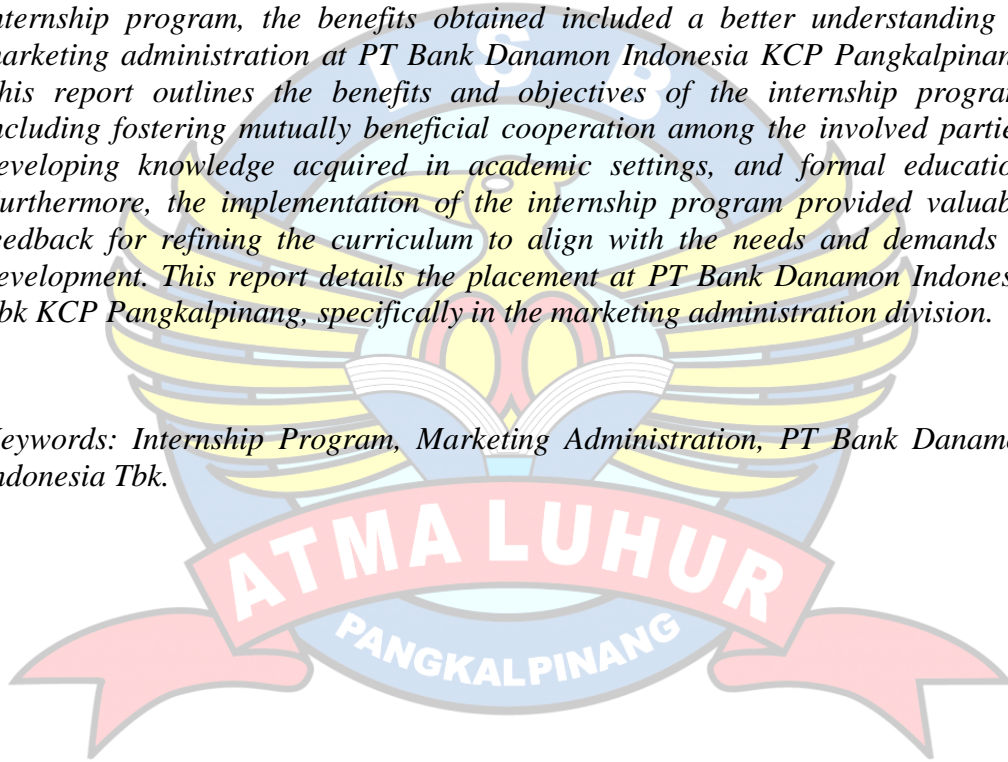 nternship program, the benefits obtained included a better understanding
arketing administration at PT Bank Danamon Indonesia KCP Pangkalpinan
his report outlines the benefits and objectives of the internship progra
ncluding fostering mutually beneficial cooperation among the involved partie
eveloping knowledge acquired in academic settings, and formal educatio
urthermore, the implementation of the internship program provided valuab
eedback for refining the curriculum to align with the needs and demands
evelopment. This report details the placement at PT Bank Danamon Indones
bk KCP Pangkalpinang, specifically in the marketing administration division.
eywords: Internship Program, Marketing Administration, PT Bank Danam
ndonesia Tbk.
I S B
ATMA LUHUR
PANGKALPINANG